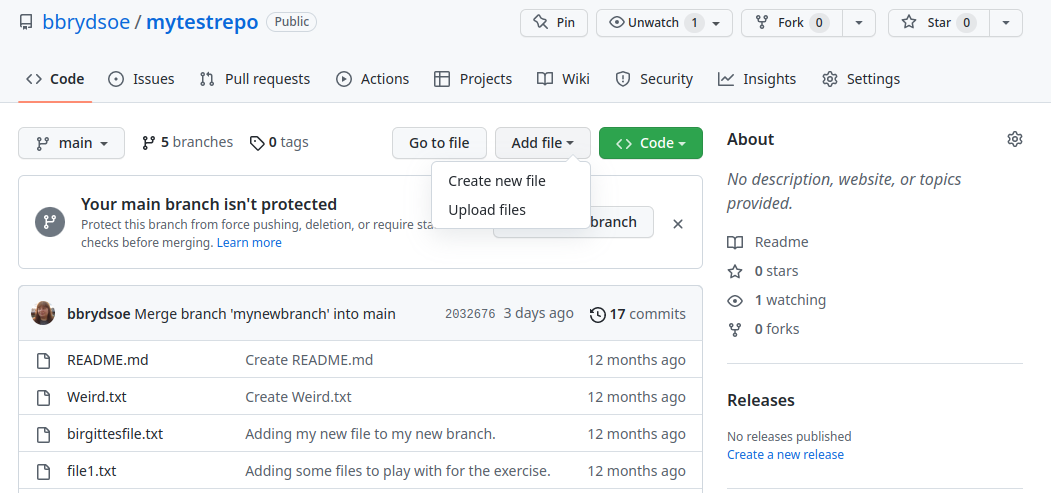 bbrydsoe / mytestrepo Public Pin Unwatch 1 Fork 0 Star 0
Code Issues Pull requests Actions Projects Wiki Security Insights Settings
main 5 branches 0 tags Go to file Add file Code
Create new file
Upload files
Your main branch isn't protected
Protect this branch from force pushing, deletion, or require sta
checks before merging. Learn more
branch
bbrydsoe Merge branch 'mynewbranch' into main 2032676 3 days ago 17 commits
README.md Create README.md 12 months ago
Weird.txt Create Weird.txt 12 months ago
birgittesfile.txt Adding my new file to my new branch. 12 months ago
file1.txt Adding some files to play with for the exercise. 12 months ago
About
No description, website, or topics
provided.
Readme
0 stars
1 watching
0 forks
Releases
No releases published
Create a new release